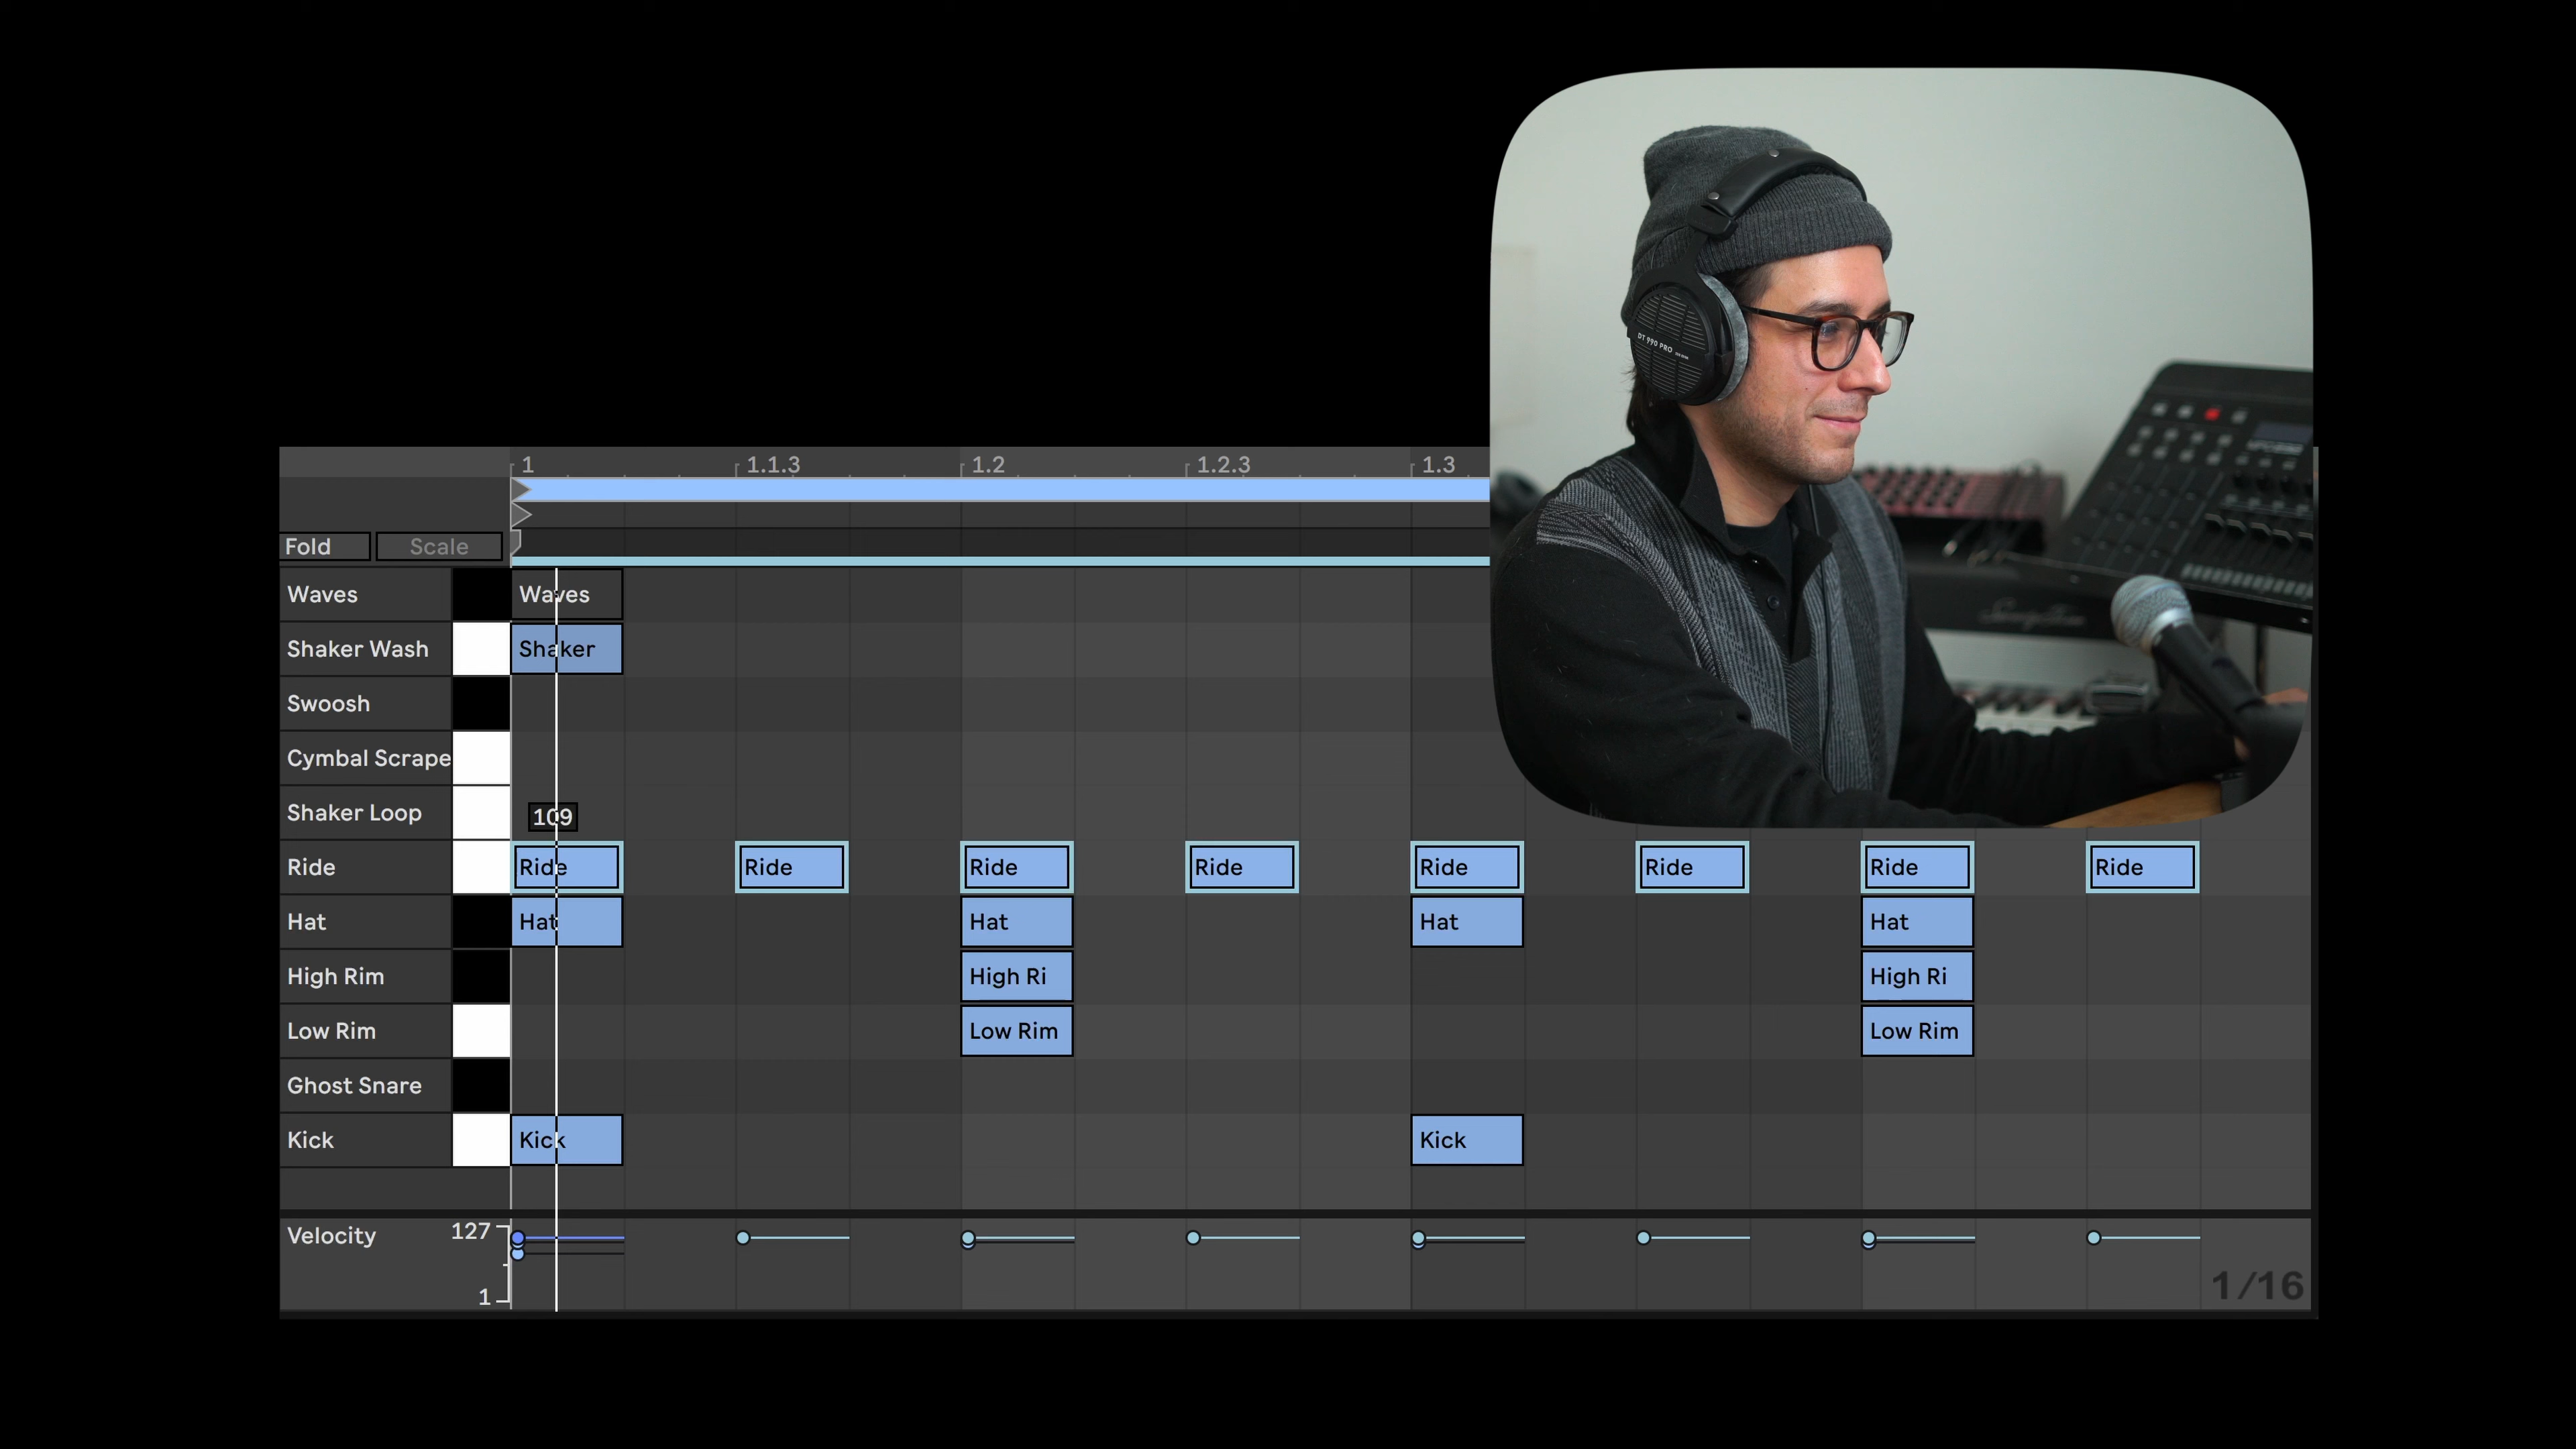 DT 990 PRO
1 1.1.3 1.2 1.2.3 1.3
Fold Scale
Waves Waves
Shaker Wash Shaker
Swoosh
Cymbal Scrape
Shaker Loop 109
Ride Ride Ride Ride Ride Ride Ride Ride Ride
Hat Hat Hat Hat Hat
High Rim High Ri High Ri
Low Rim Low Rim Low Rim
Ghost Snare
Kick Kick Kick
Velocity 127
1
1/16